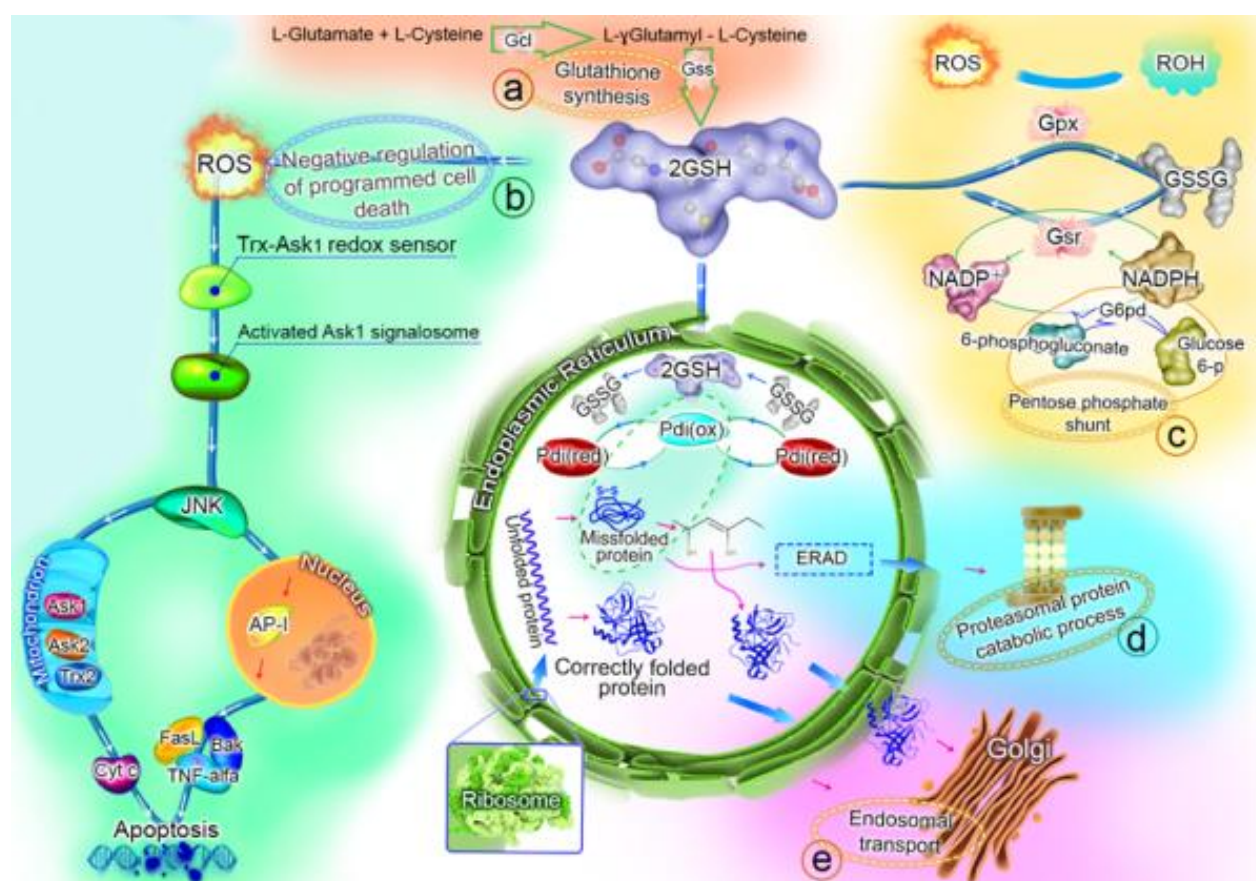 L-Glutamate + L-Cysteine
Gcl
L-γGlutamyl - L-Cysteine
Glutathione
synthesis
Gss
a
ROS
ROH
Gpx
2GSH
GSSG
Gsr
NADP+
NADPH
G6pd
6-phosphogluconate
Glucose
6-p
Pentose phosphate
shunt
c
ROS
Negative regulation
of programmed cell
death
b
Trx-Ask1 redox sensor
Activated Ask1 signalosome
JNK
Mitochondrion
Ask1
Ask2
Trx2
Nucleus
AP-I
Cyt c
FasL
Bak
TNF-alfa
Apoptosis
Endoplasmic Reticulum
2GSH
GSSG
GSSG
Pdi(ox)
Pdi(red)
Pdi(red)
S-S
Missfolded
protein
Unfolded protein
ERAD
Correctly folded
protein
Ribosome
Proteasomal protein
catabolic process
d
Golgi
Endosomal
transport
e